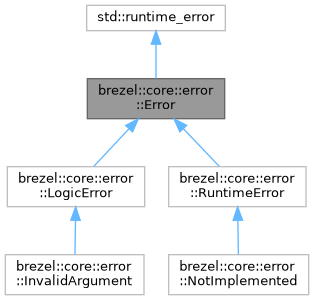 std::runtime_error
brezel::core::error
::Error
brezel::core::error
::LogicError
brezel::core::error
::RuntimeError
brezel::core::error
::InvalidArgument
brezel::core::error
::NotImplemented